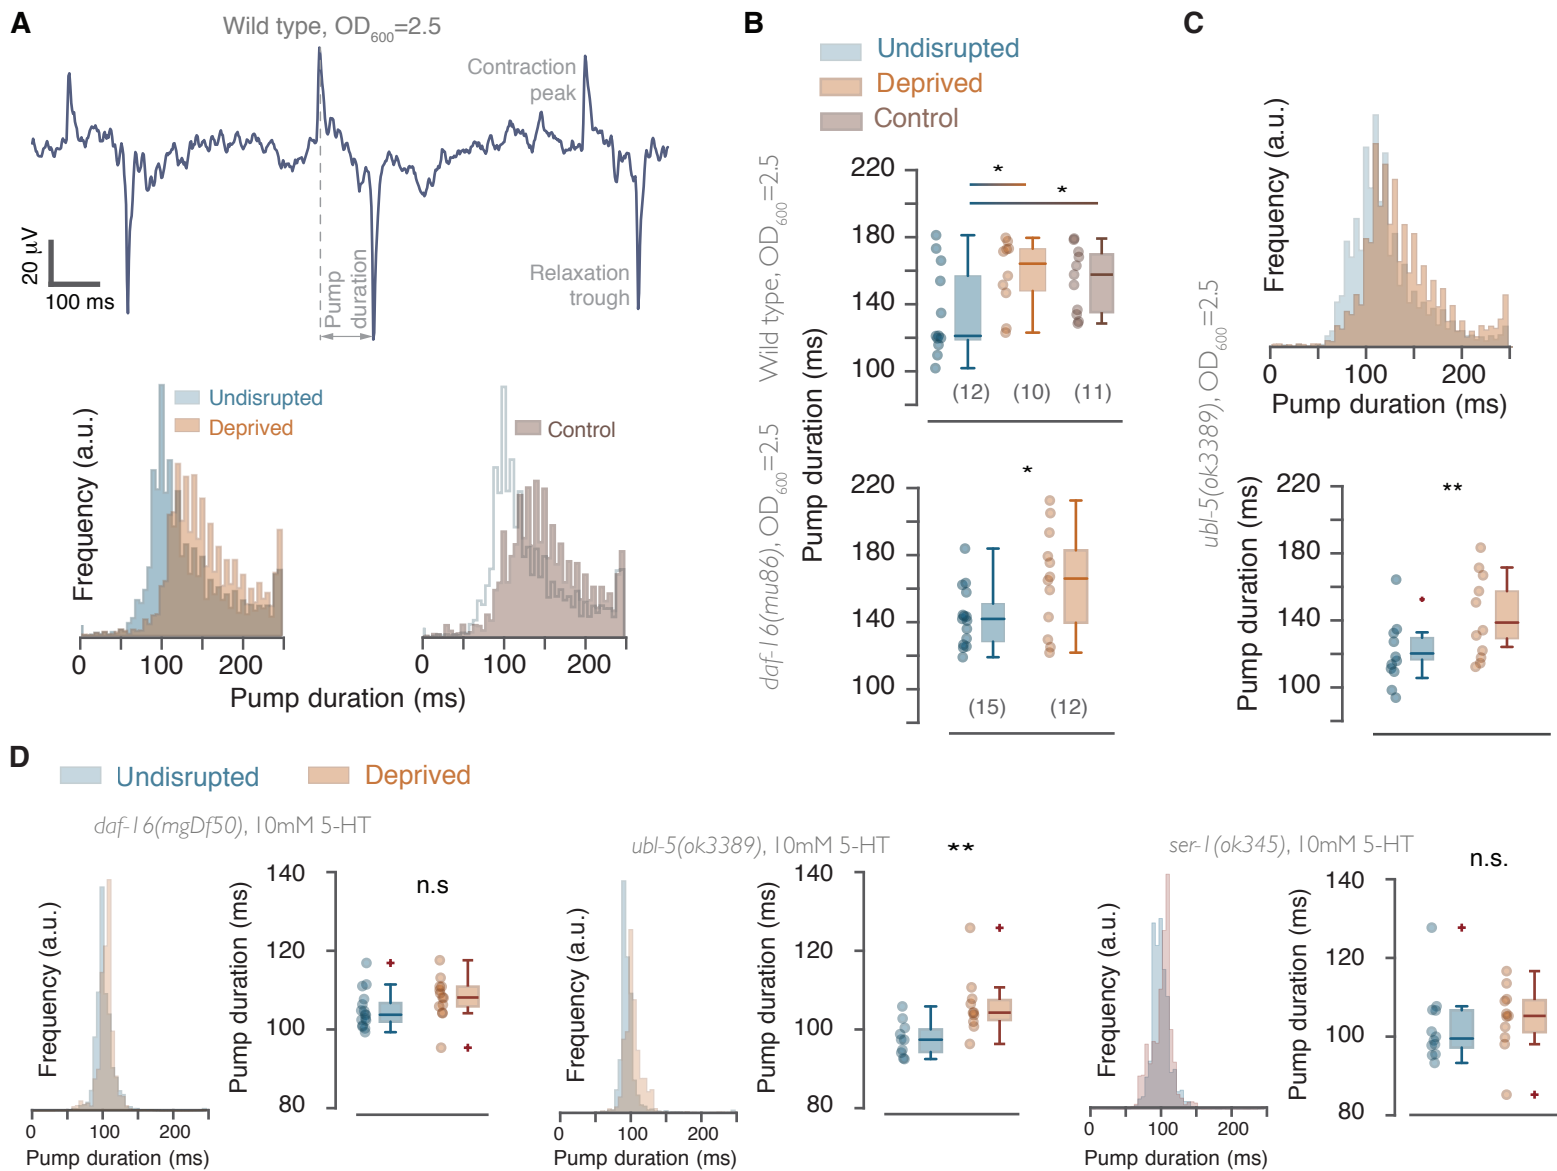 A
Wild type, OD600=2.5
Contraction
peak
20 μV
100 ms
Pump
duration
Relaxation
trough
Undisrupted
Deprived
Control
Frequency (a.u.)
0 100 200
0 100 200
Pump duration (ms)
B
Undisrupted
Deprived
Control
Wild type, OD600=2.5
daf-16(mu86), OD600=2.5
Pump duration (ms)
220
180
140
100
*
*
(12) (10) (11)
220
180
140
100
*
(15) (12)
C
ubl-5(ok3389), OD600=2.5
Frequency (a.u.)
0 100 200
Pump duration (ms)
Pump duration (ms)
220
180
140
100
**
D
Undisrupted
Deprived
daf-16(mgDf50), 10mM 5-HT
Frequency (a.u.)
0 100 200
Pump duration (ms)
Pump duration (ms)
140
120
100
80
n.s
ubl-5(ok3389), 10mM 5-HT
Frequency (a.u.)
0 100 200
Pump duration (ms)
Pump duration (ms)
140
120
100
80
**
ser-1(ok345), 10mM 5-HT
Frequency (a.u.)
0 100 200
Pump duration (ms)
Pump duration (ms)
140
120
100
80
n.s.